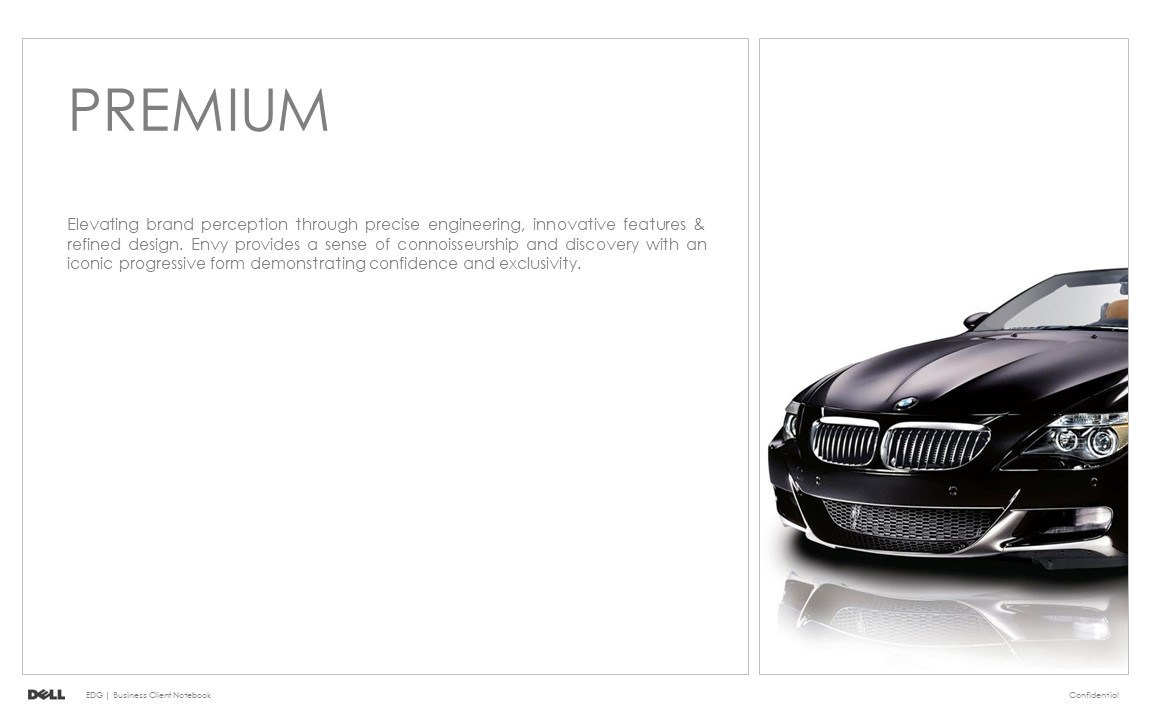 PREMIUM
Elevating brand perception through precise engineering, innovative features &
refined design. Envy provides a sense of connoisseurship and discovery with an
iconic progressive form demonstrating confidence and exclusivity.
DELL
EDG | Business Client Notebook
Confidential